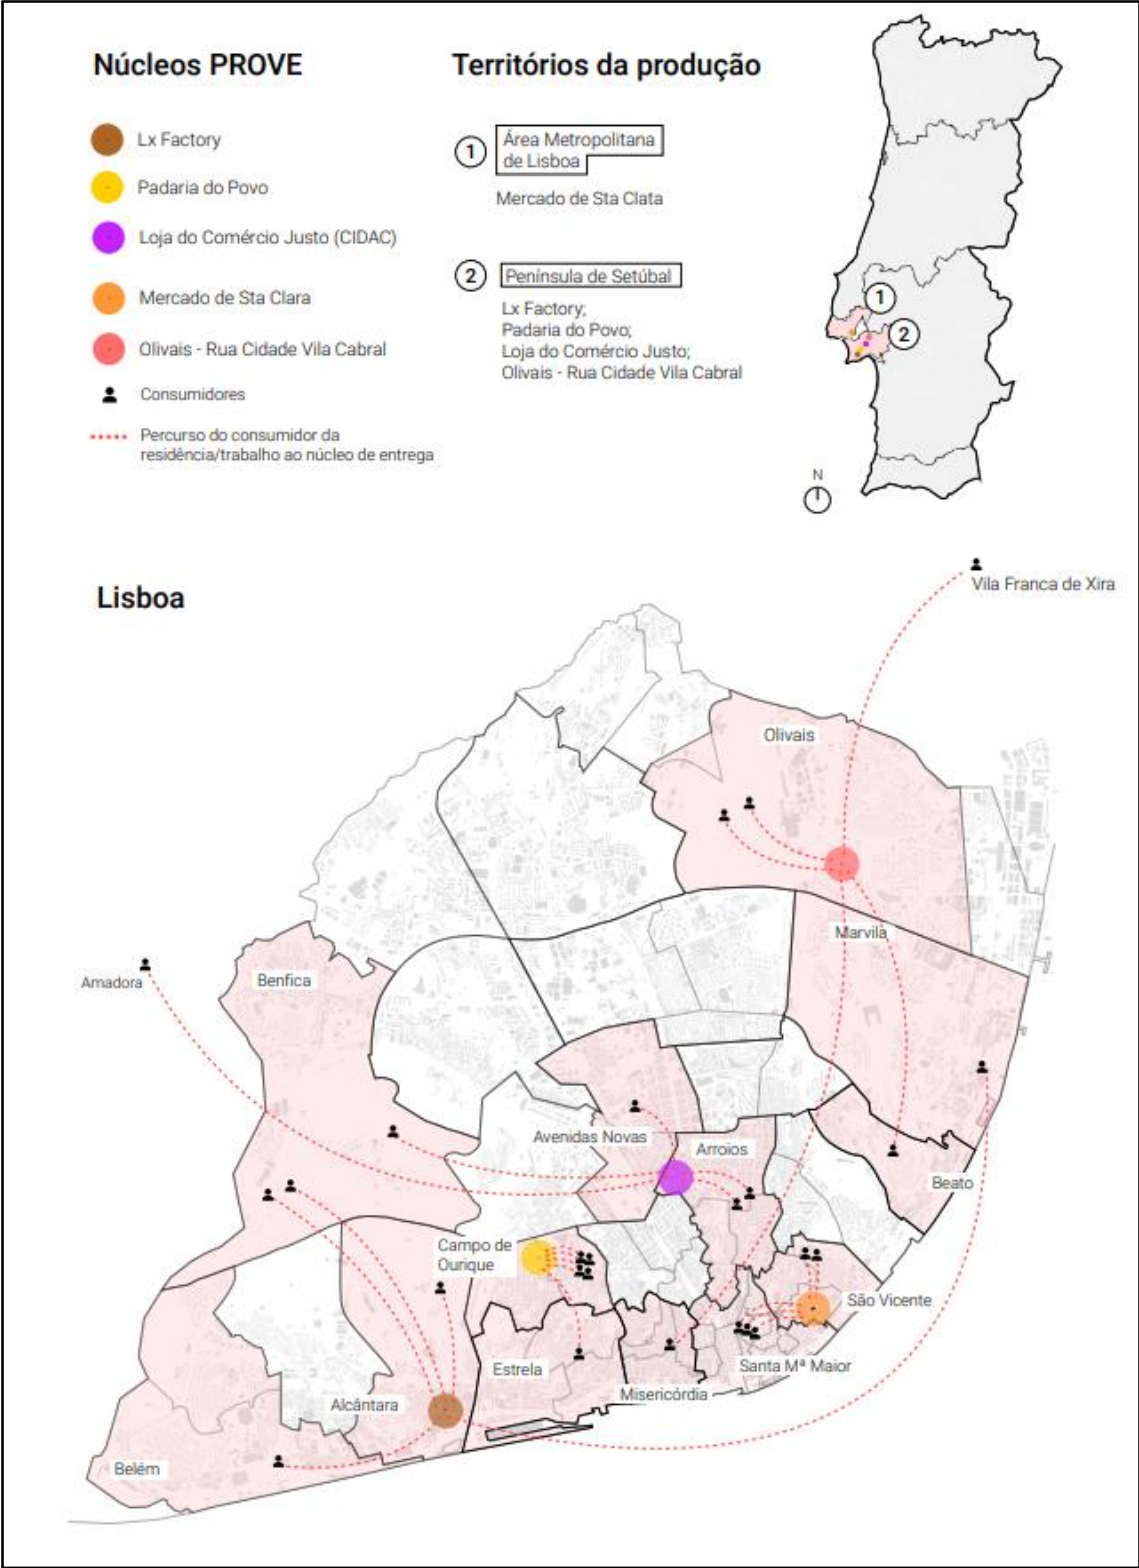 Núcleos PROVE
Lx Factory
Padaria do Povo
Loja do Comércio Justo (CIDAC)
Mercado de Sta Clara
Olivais - Rua Cidade Vila Cabral
Consumidores
Percurso do consumidor da
residência/trabalho ao núcleo de entrega
Territórios da produção
1
Área Metropolitana
de Lisboa
Mercado de Sta Clata
2
Península de Setúbal
Lx Factory;
Padaria do Povo;
Loja do Comércio Justo;
Olivais - Rua Cidade Vila Cabral
1
2
N
Lisboa
Vila Franca de Xira
Olivais
Marvila
Amadora
Benfica
Avenidas Novas
Arroios
Beato
Campo de
Ourique
São Vicente
Estrela
Santa Mª Maior
Misericórdia
Alcântara
Belém